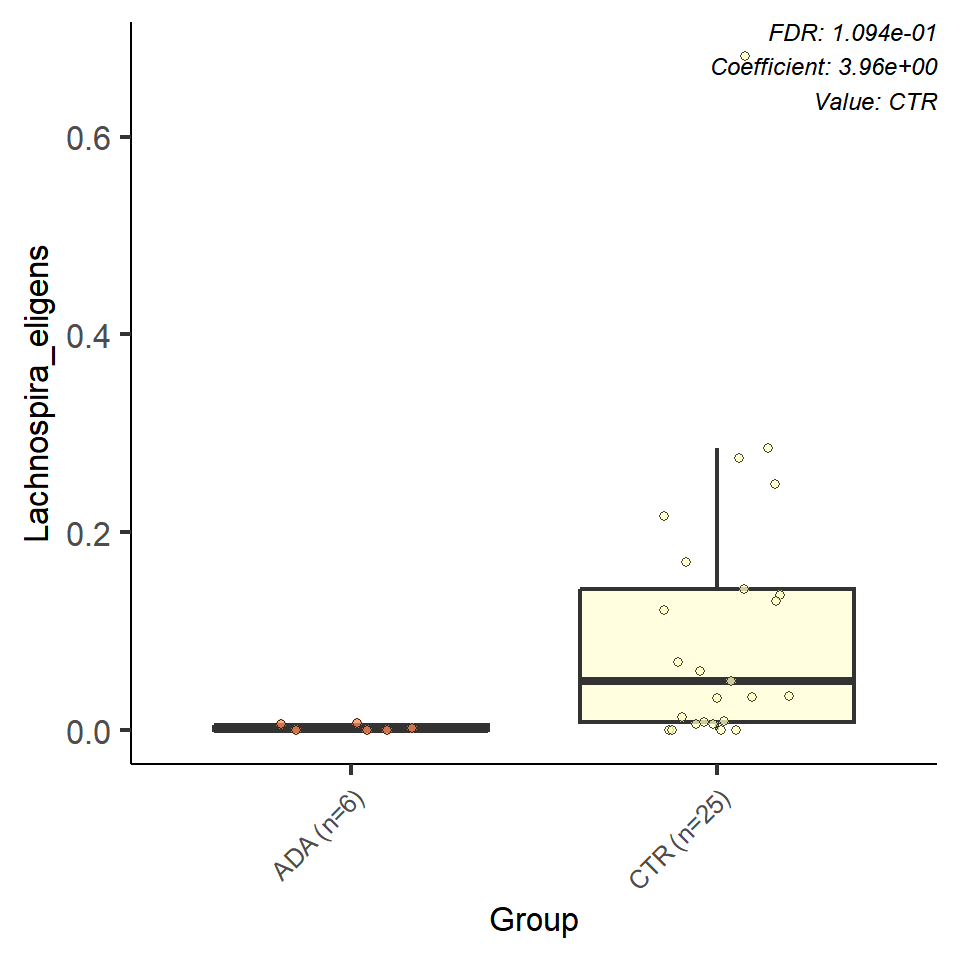 FDR: 1.094e-01
Coefficient: 3.96e+00
Value: CTR
Lachnospira_eligens
0.6
0.4
0.2
0.0
ADA (n=6)
CTR (n=25)
Group